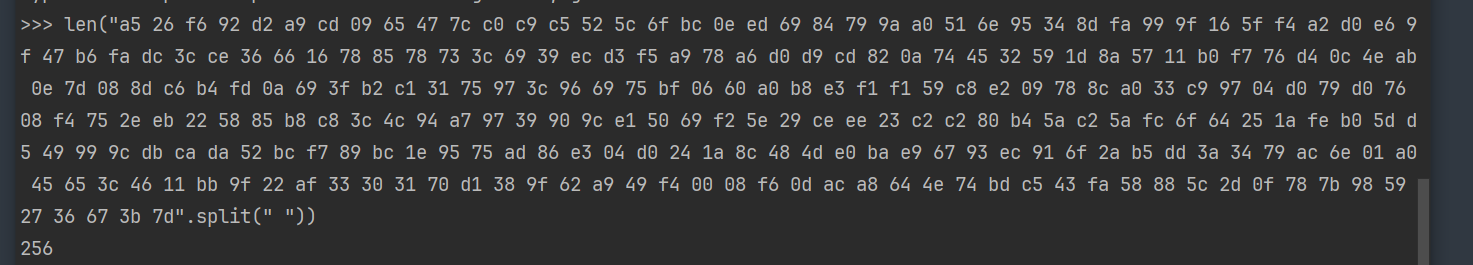 >>> len("a5 26 f6 92 d2 a9 cd 09 65 47 7c c0 c9 c5 52 5c 6f bc 0e ed 69 84 79 9a a0 51 6e 95 34 8d fa 99 9f 16 5f f4 a2 d0 e6 9
f 47 b6 fa dc 3c ce 36 66 16 78 85 78 73 3c 69 39 ec d3 f5 a9 78 a6 d0 d9 cd 82 0a 74 45 32 59 1d 8a 57 11 b0 f7 76 d4 0c 4e ab
0e 7d 08 8d c6 b4 fd 0a 69 3f b2 c1 31 75 97 3c 96 69 75 bf 06 60 a0 b8 e3 f1 f1 59 c8 e2 09 78 8c a0 33 c9 97 04 d0 79 d0 76
08 f4 75 2e eb 22 58 85 b8 c8 3c 4c 94 a7 97 39 90 9c e1 50 69 f2 5e 29 ce ee 23 c2 c2 80 b4 5a c2 5a fc 6f 64 25 1a fe b0 5d d
5 49 99 9c db ca da 52 bc f7 89 bc 1e 95 75 ad 86 e3 04 d0 24 1a 8c 48 4d e0 ba e9 67 93 ec 91 6f 2a b5 dd 3a 34 79 ac 6e 01 a0
45 65 3c 46 11 bb 9f 22 af 33 30 31 70 d1 38 9f 62 a9 49 f4 00 08 f6 0d ac a8 64 4e 74 bd c5 43 fa 58 88 5c 2d 0f 78 7b 98 59
27 36 67 3b 7d".split(" "))
256